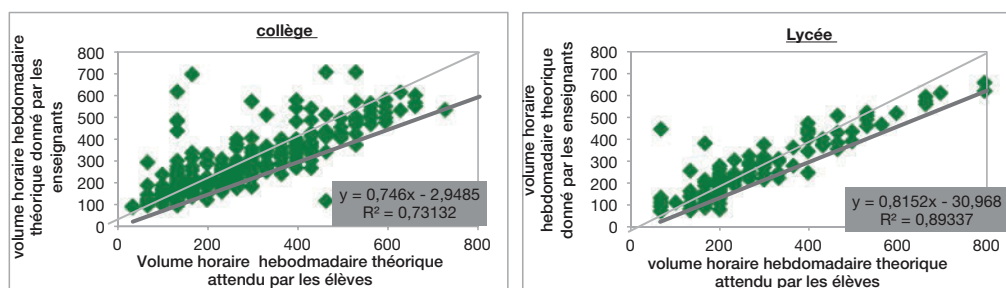 collège
volume horaire hebdomadaire
théorique donné par les
enseignants
800
700
600
500
400
300
200
100
0
y = 0,746x - 2,9485
R² = 0,73132
0
200
400
600
800
Volume horaire hebodmadaire théorique
attendu par les élèves
Lycée
volume horaire
hebdomadaire theorique
donné par les enseignants
800
700
600
500
400
300
200
100
0
y = 0,8152x - 30,968
R² = 0,89337
0
200
400
600
800
volume horaire hebdomadaire theorique
attendu par les élèves